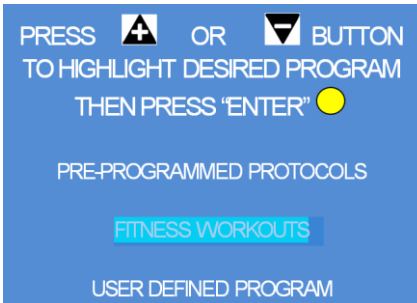 PRESS + OR − BUTTON
TO HIGHLIGHT DESIRED PROGRAM
THEN PRESS “ENTER”
PRE-PROGRAMMED PROTOCOLS
FITNESS WORKOUTS
USER DEFINED PROGRAM